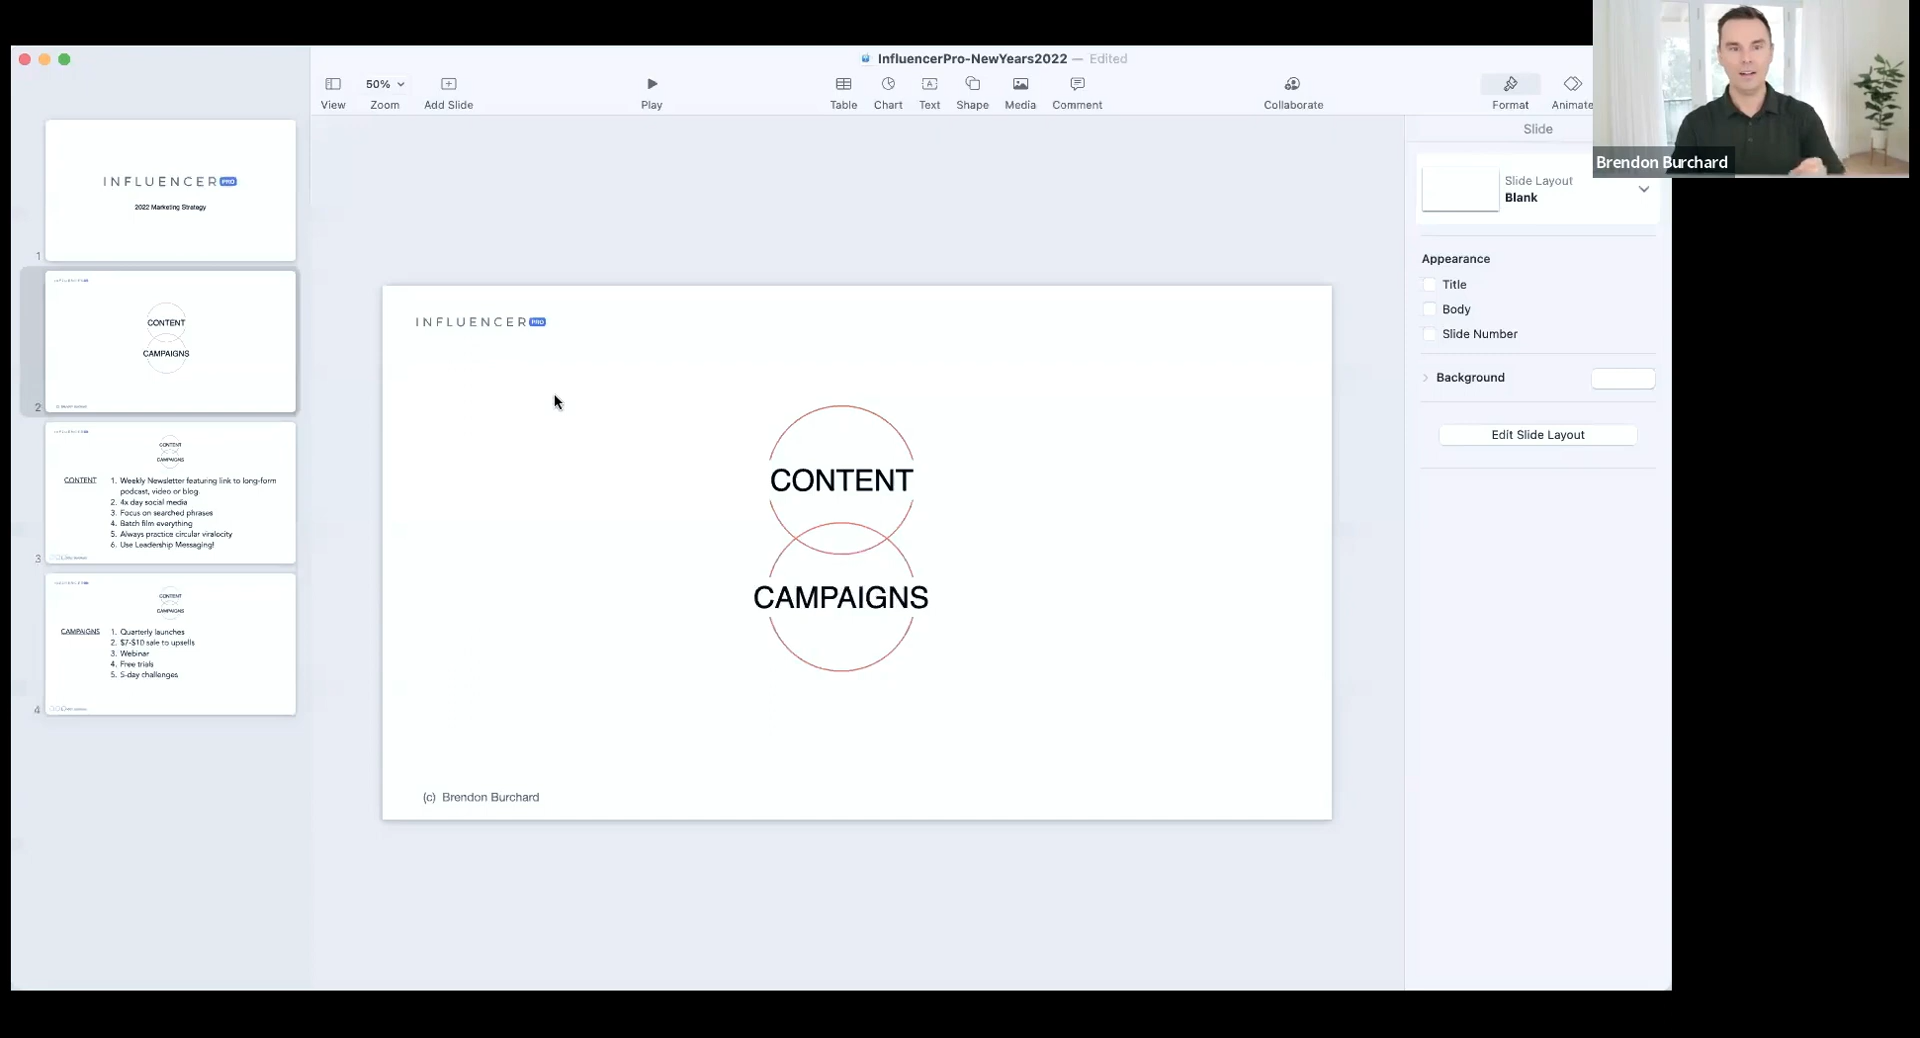 InfluencerPro-NewYears2022 — Edited
50%
View
Zoom
Add Slide
Play
Table
Chart
Text
Shape
Media
Comment
Collaborate
Format
Animate
Brendon Burchard
INFLUENCER PRO
2022 Marketing Strategy
1
CONTENT
CAMPAIGNS
2
CONTENT
CAMPAIGNS
CONTENT
1. Weekly Newsletter featuring link to long-form
podcast, video or blog
2. 4x day social media
3. Focus on searched phrases
4. Batch film everything
5. Always practice circular viralocity
6. Use Leadership Messaging!
3
CONTENT
CAMPAIGNS
CAMPAIGNS
1. Quarterly launches
2. $7-$10 sale to upsells
3. Webinar
4. Free trials
5. 5-day challenges
4
INFLUENCER PRO
CONTENT
CAMPAIGNS
(c) Brendon Burchard
Slide
Slide Layout
Blank
Appearance
Title
Body
Slide Number
Background
Edit Slide Layout